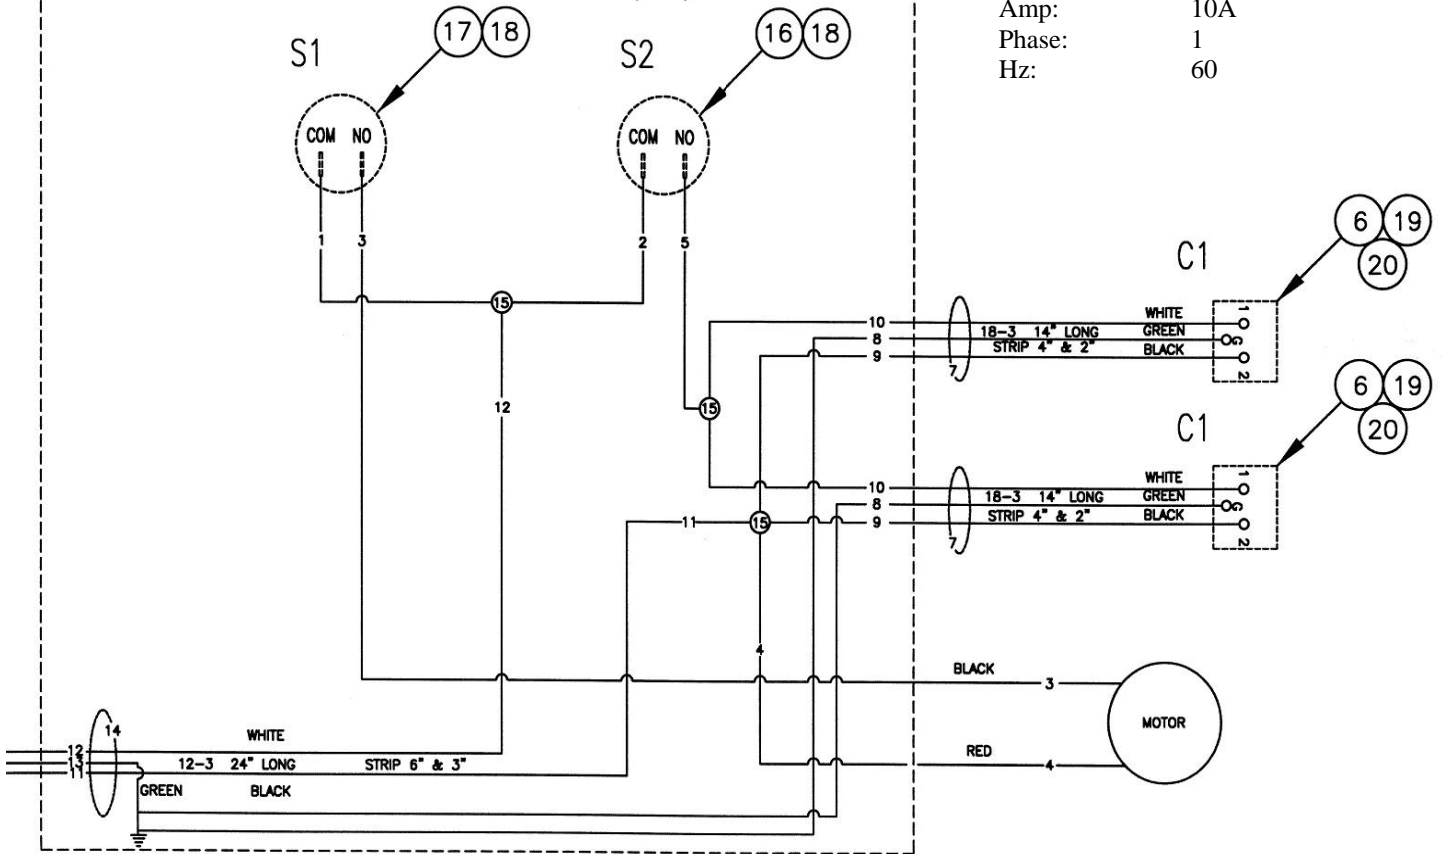 Amp: 10A
Phase: 1
Hz: 60
17 18
16 18
S1
S2
COM NO
COM NO
6 19
20
1 3
2 5
C1
15
10 WHITE 1
8 18-3 14" LONG GREEN G
9 STRIP 4" & 2" BLACK 2
7
6 19
20
12
15
C1
10 WHITE 1
8 18-3 14" LONG GREEN G
11 15 9 STRIP 4" & 2" BLACK 2
7
4
BLACK 3
MOTOR
RED 4
14
WHITE
12
13 12-3 24" LONG STRIP 6" & 3"
11
GREEN BLACK